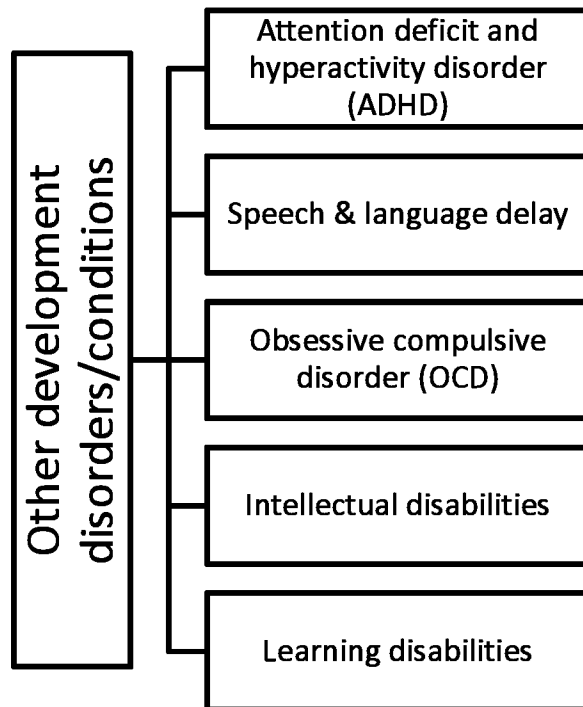 Other development
disorders/conditions
Attention deficit and
hyperactivity disorder
(ADHD)
Speech & language delay
Obsessive compulsive
disorder (OCD)
Intellectual disabilities
Learning disabilities